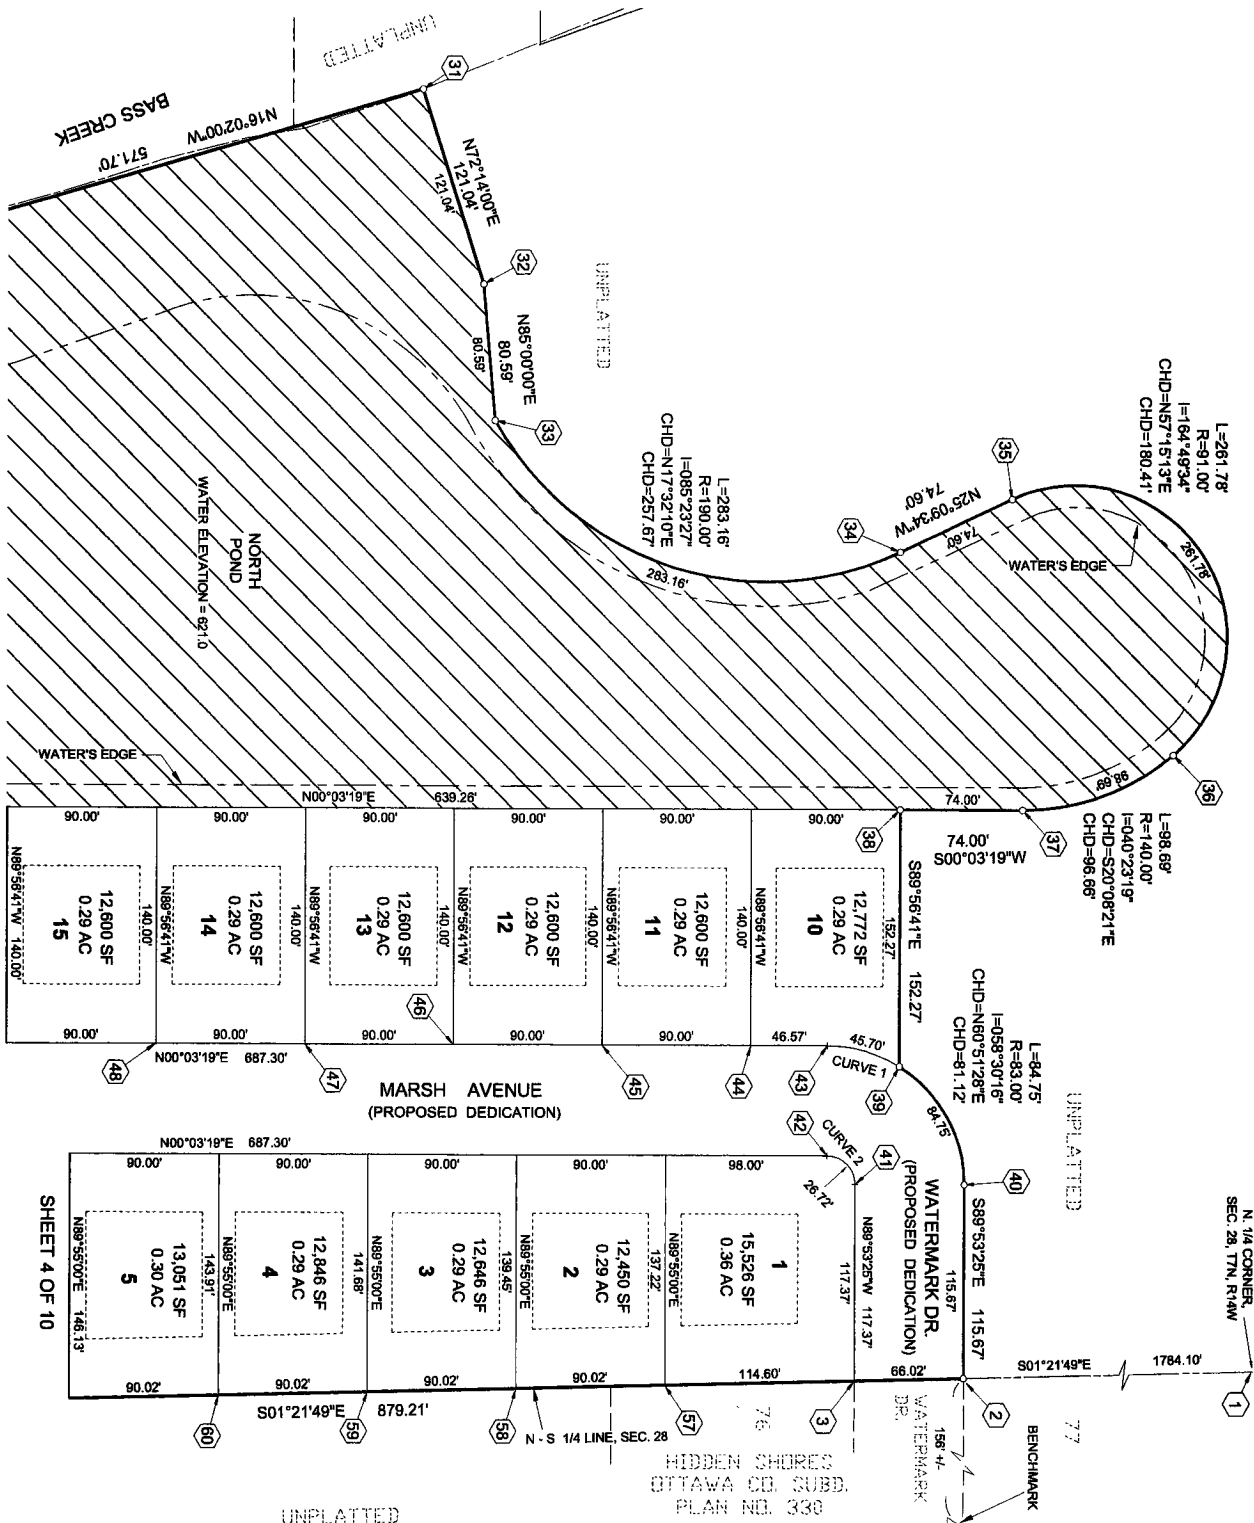 N. 1/4 CORNER,
SEC. 28, T7N, R14W
1
1784.10'
S01°21'49"E
BENCHMARK
156' +/-
77
2
WATERMARK
DR.
66.02'
3
UNPLATTED
31
BASS CREEK
N16°02'00"W
571.70'
N72°14'00"E
121.04'
121.04'
32
N85°00'00"E
80.59'
80.59'
33
UNPLATTED
L=283.16'
R=190.00'
I=085°23'27"
CHD=N17°32'10"E
CHD=257.67'
283.16'
34
N25°09'34"W
74.60'
74.60'
35
L=261.78'
R=91.00'
I=164°49'34"
CHD=N57°15'13"E
CHD=180.41'
261.78'
WATER'S EDGE
36
98.69'
L=98.69'
R=140.00'
I=040°23'19"
CHD=S20°08'21"E
CHD=96.66'
37
74.00'
74.00'
S00°03'19"W
38
S89°56'41"E 152.27'
152.27'
39
L=84.75'
R=83.00'
I=058°30'16"
CHD=N60°51'28"E
CHD=81.12'
84.75'
40
UNPLATTED
S89°53'25"E 115.67'
115.67'
WATERMARK DR.
(PROPOSED DEDICATION)
NORTH
POND
WATER ELEVATION = 621.0
WATER'S EDGE
N00°03'19"E 639.26'
90.00'
90.00'
90.00'
90.00'
90.00'
90.00'
12,772 SF
0.29 AC
10
N89°56'41"W
140.00'
12,600 SF
0.29 AC
11
N89°56'41"W
140.00'
12,600 SF
0.29 AC
12
N89°56'41"W
140.00'
12,600 SF
0.29 AC
13
N89°56'41"W
140.00'
12,600 SF
0.29 AC
14
N89°56'41"W
140.00'
12,600 SF
0.29 AC
15
N89°56'41"W 140.00'
90.00'
90.00'
90.00'
90.00'
90.00'
46.57'
45.70'
CURVE 1
48
N00°03'19"E 687.30'
47
46
45
44
43
MARSH AVENUE
(PROPOSED DEDICATION)
N00°03'19"E 687.30'
90.00'
90.00'
90.00'
90.00'
98.00'
42
CURVE 2
26.72'
41
N89°53'25"W 117.37'
117.37'
15,526 SF
0.36 AC
1
137.22'
N89°55'00"E
12,450 SF
0.29 AC
2
139.45'
N89°55'00"E
12,646 SF
0.29 AC
3
141.68'
N89°55'00"E
12,846 SF
0.29 AC
4
143.91'
N89°55'00"E
13,051 SF
0.30 AC
5
N89°55'00"E 146.13'
SHEET 4 OF 10
90.02'
90.02'
90.02'
90.02'
114.60'
60
S01°21'49"E 879.21'
59
58
N - S 1/4 LINE, SEC. 28
57
76
HIDDEN SHORES
OTTAWA CO. SUBD.
PLAN NO. 330
UNPLATTED